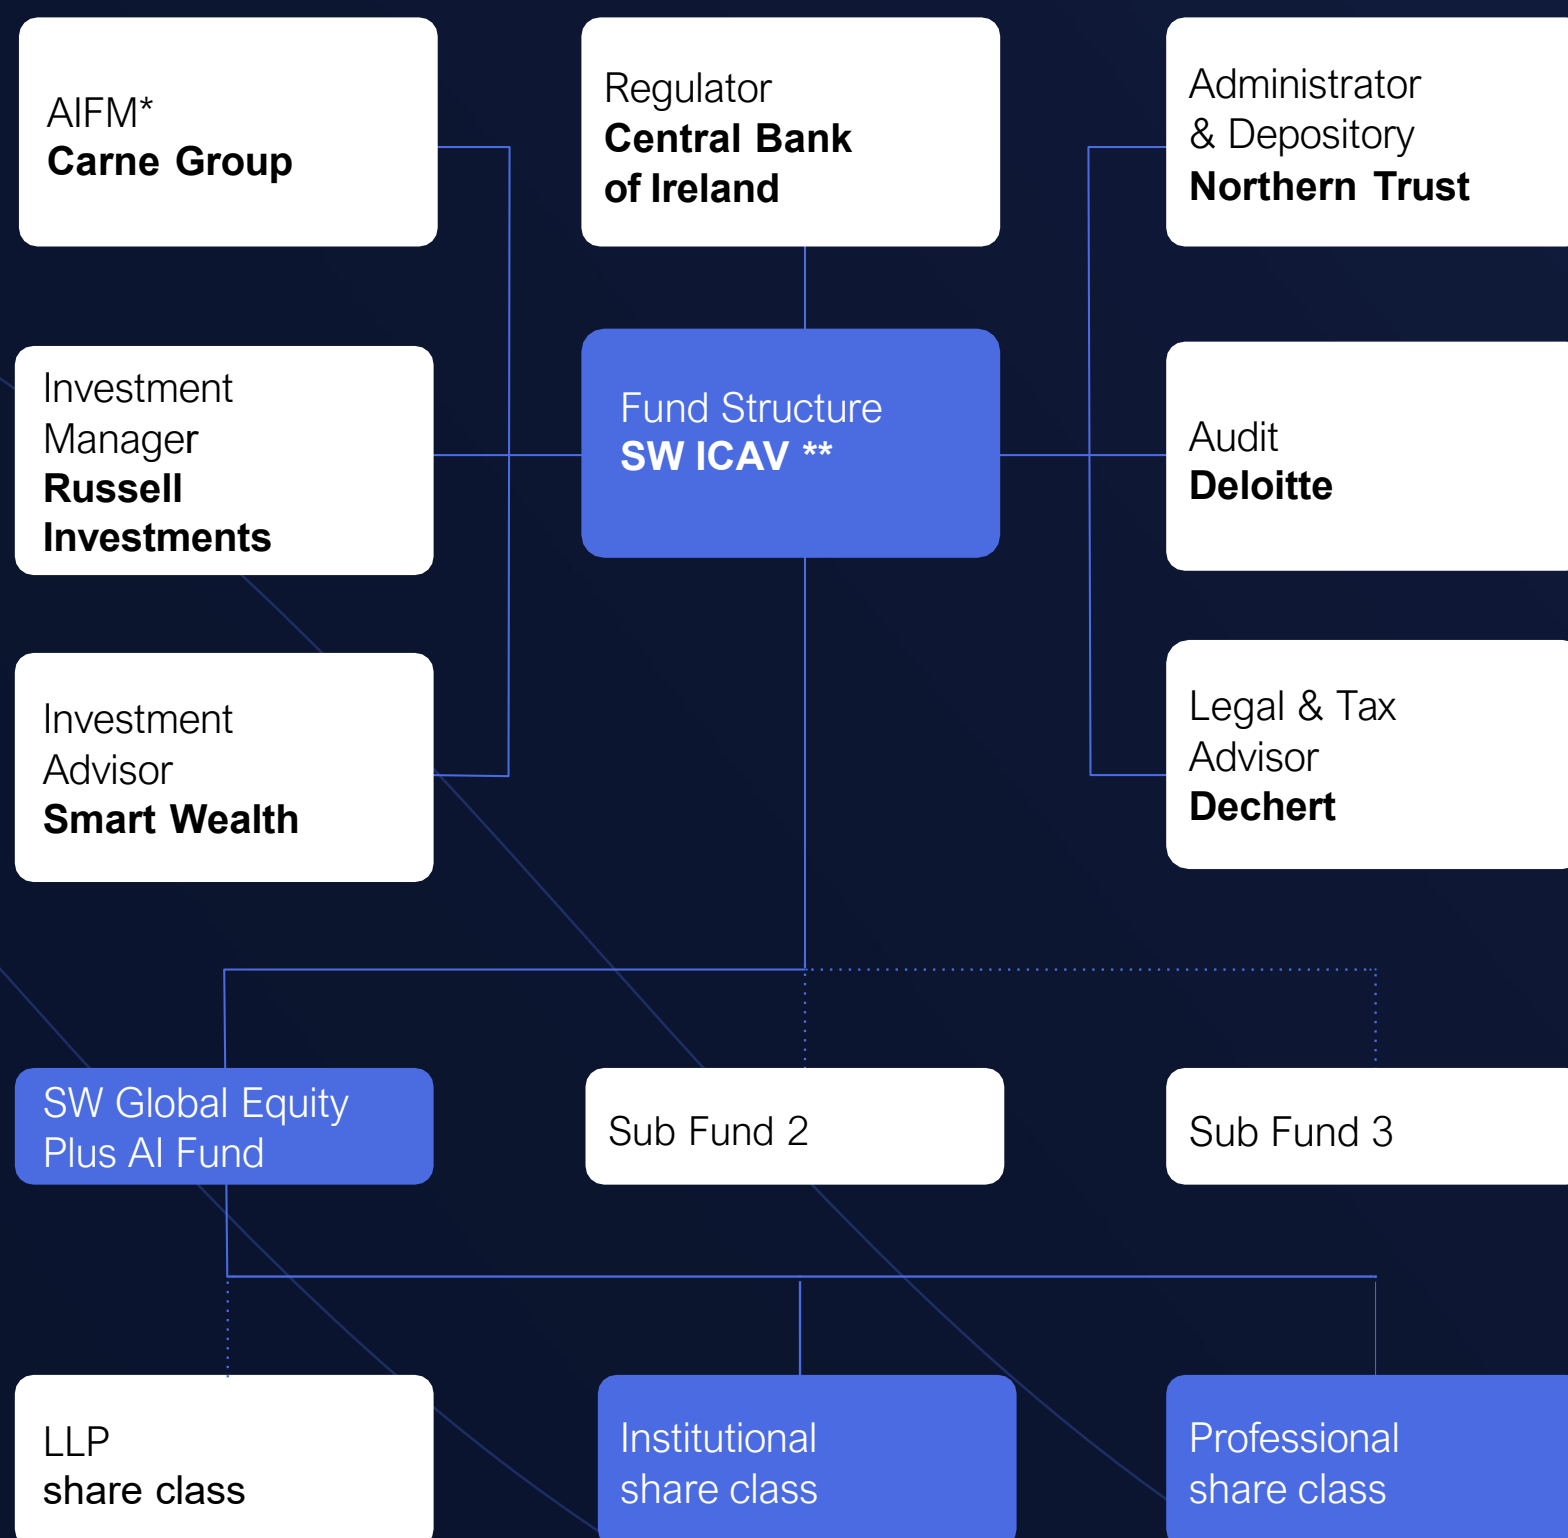 AIFM*
Carne Group
Regulator
Central Bank
of Ireland
Administrator
& Depository
Northern Trust
Investment
Manager
Russell
Investments
Fund Structure
SW ICAV **
Audit
Deloitte
Investment
Advisor
Smart Wealth
Legal & Tax
Advisor
Dechert
SW Global Equity
Plus AI Fund
Sub Fund 2
Sub Fund 3
LLP
share class
Institutional
share class
Professional
share class